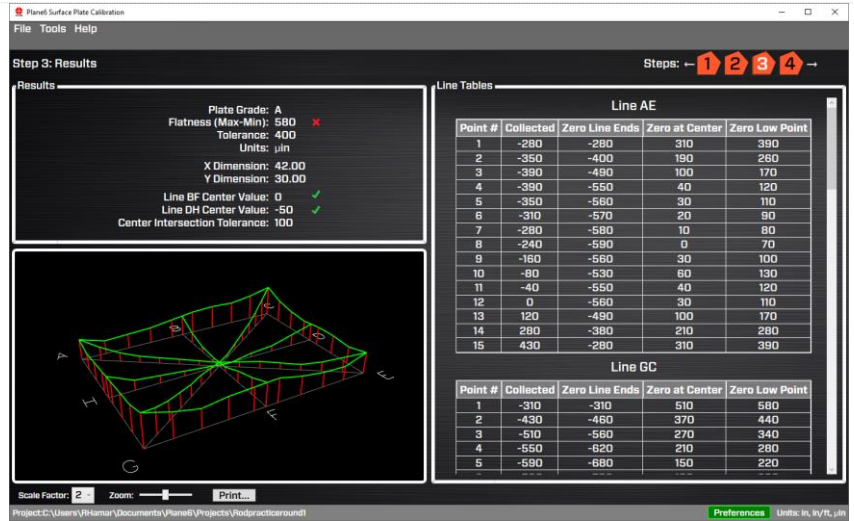 Plane6 Surface Plate Calibration
File Tools Help
Step 3: Results
Steps: ← 1 2 3 4 →
Results
Plate Grade: A
Flatness (Max-Min): 580
Tolerance: 400
Units: µin
X Dimension: 42.00
Y Dimension: 30.00
Line BF Center Value: 0
Line DH Center Value: -50
Center Intersection Tolerance: 100
A
B
C
D
E
F
G
H
Scale Factor: 2 Zoom: Print...
Line Tables
Line AE
Point # Collected Zero Line Ends Zero at Center Zero Low Point
1 -280 -280 310 390
2 -350 -400 190 260
3 -390 -490 100 170
4 -390 -550 40 120
5 -350 -560 30 110
6 -310 -570 20 90
7 -280 -580 10 80
8 -240 -590 0 70
9 -160 -560 30 100
10 -80 -530 60 130
11 -40 -550 40 120
12 0 -560 30 110
13 120 -490 100 170
14 280 -380 210 280
15 430 -280 310 390
Line GC
Point # Collected Zero Line Ends Zero at Center Zero Low Point
1 -310 -310 510 580
2 -430 -460 370 440
3 -510 -560 270 340
4 -550 -620 210 280
5 -590 -680 150 220
Project:C:\Users\RHamar\Documents\Plane6\Projects\Rodpracticeround1
Preferences Units: In, In/ft, µin